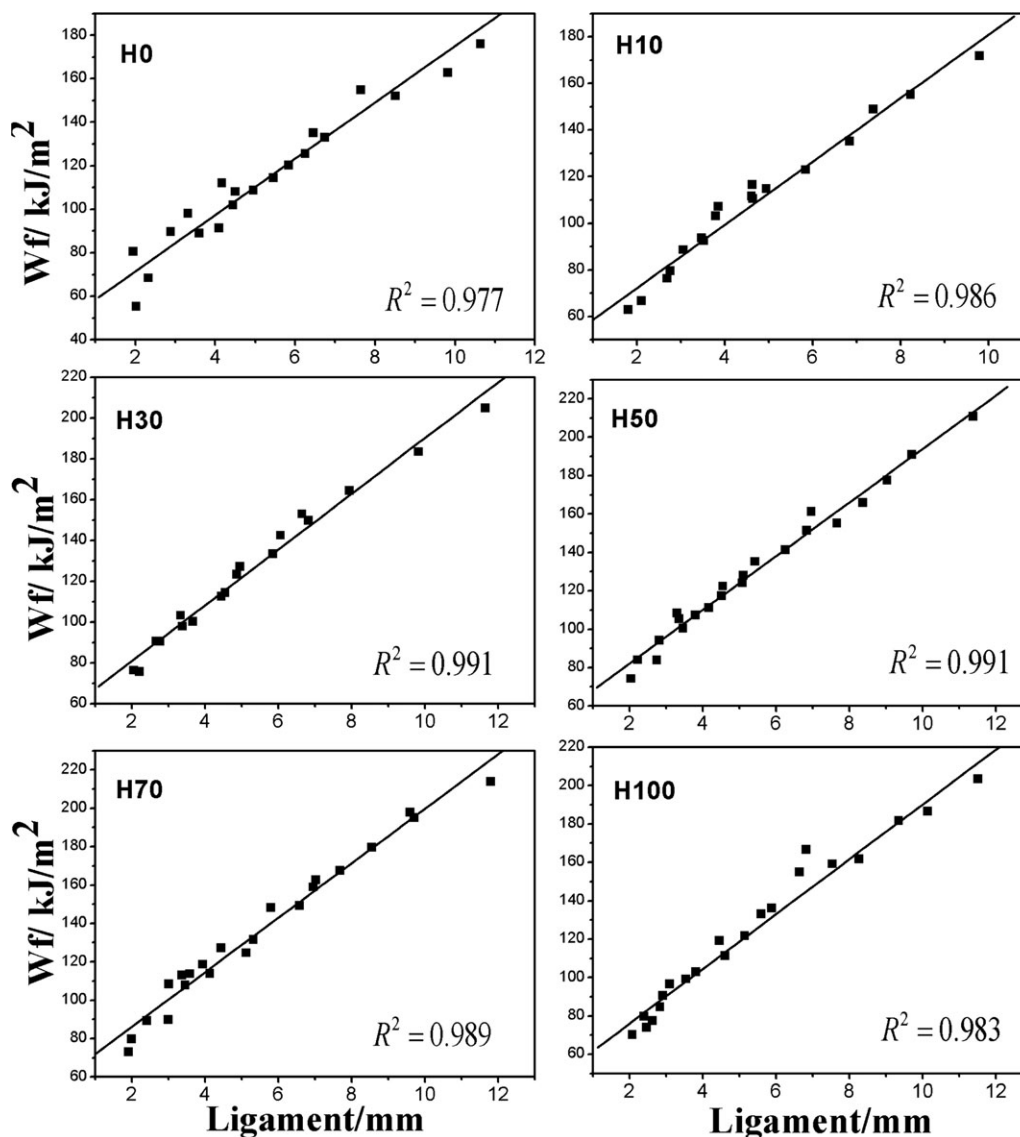 H0
Wf/ kJ/m²
180
160
140
120
100
80
60
40
R² = 0.977
2 4 6 8 10 12
H10
180
160
140
120
100
80
60
R² = 0.986
2 4 6 8 10
H30
Wf/ kJ/m²
220
200
180
160
140
120
100
80
60
R² = 0.991
2 4 6 8 10 12
H50
220
200
180
160
140
120
100
80
60
R² = 0.991
2 4 6 8 10 12
H70
Wf/ kJ/m²
220
200
180
160
140
120
100
80
60
R² = 0.989
2 4 6 8 10 12
Ligament/mm
H100
220
200
180
160
140
120
100
80
60
R² = 0.983
2 4 6 8 10 12
Ligament/mm